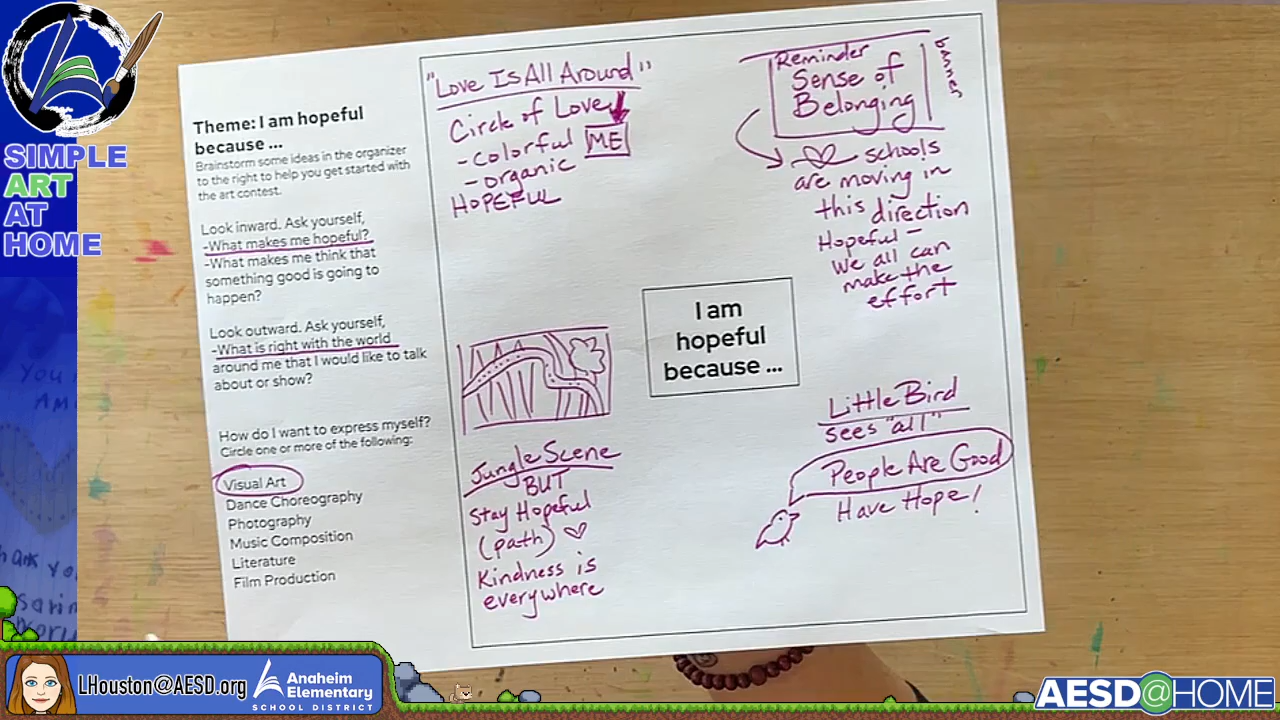 SIMPLE
ART
AT
HOME
Theme: I am hopeful
because ...
Brainstorm some ideas in the organizer
to the right to help you get started with
the art contest.
Look inward. Ask yourself,
-What makes me hopeful?
-What makes me think that
something good is going to
happen?
Look outward. Ask yourself,
-What is right with the world
around me that I would like to talk
about or show?
How do I want to express myself?
Circle one or more of the following:
Visual Art
Dance Choreography
Photography
Music Composition
Literature
Film Production
"Love Is All Around"
Circle of Love
-colorful ME
-organic
HOPEFUL
Reminder
Sense of
Belonging
banner
schools
are moving in
this direction
Hopeful -
we all can
make the
effort
I am
hopeful
because ...
Jungle Scene
BUT
Stay Hopeful
(path) ♡
Kindness is
everywhere
Little Bird
sees "all"
People Are Good
Have Hope!
You
LHouston@AESD.org
Anaheim
Elementary
SCHOOL DISTRICT
AESD@HOME